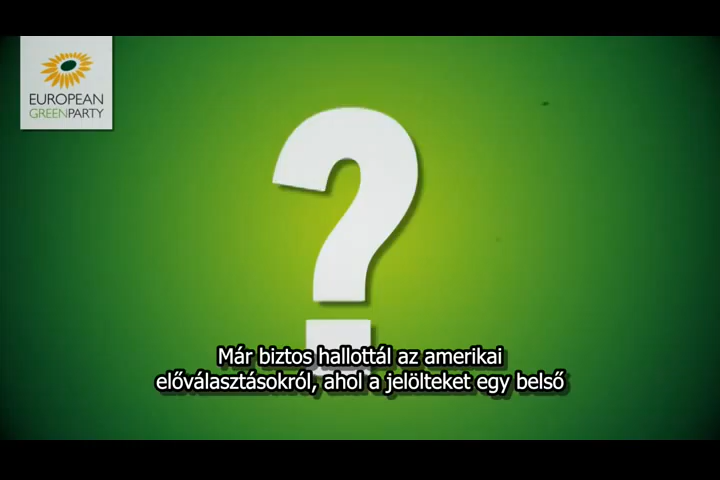 EUROPEAN
GREENPARTY
?
Már biztos hallottál az amerikai
előválasztásokról, ahol a jelölteket egy belső